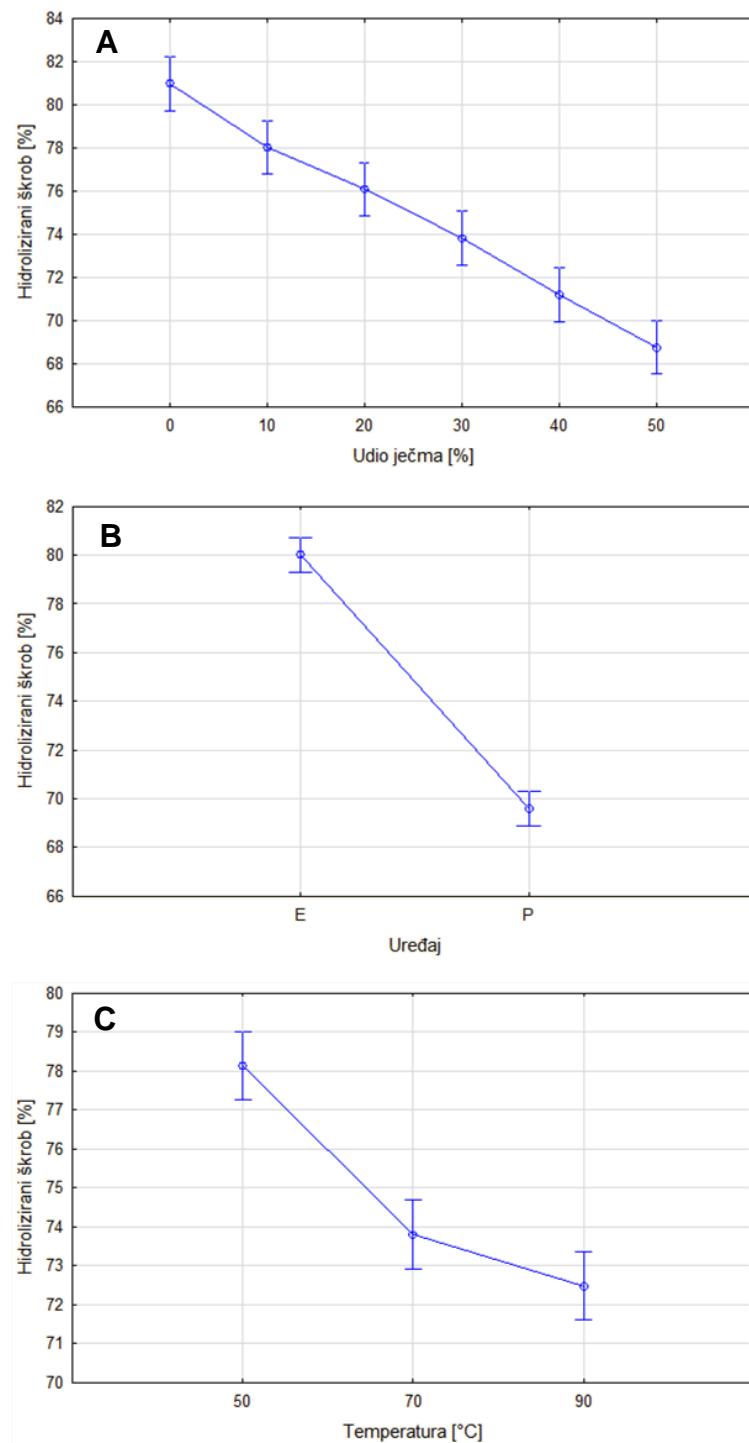 A
Hidrolizirani škrob [%]
84
82
80
78
76
74
72
70
68
66
0 10 20 30 40 50
Udio ječma [%]
B
Hidrolizirani škrob [%]
82
80
78
76
74
72
70
68
66
E P
Uređaj
C
Hidrolizirani škrob [%]
80
79
78
77
76
75
74
73
72
71
70
50 70 90
Temperatura [°C]